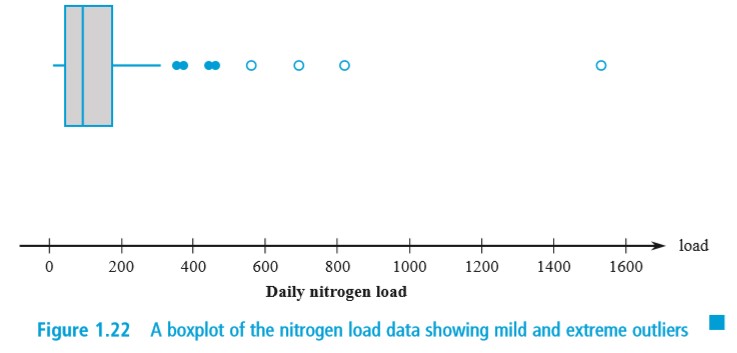 load
0 200 400 600 800 1000 1200 1400 1600
Daily nitrogen load
Figure 1.22 A boxplot of the nitrogen load data showing mild and extreme outliers